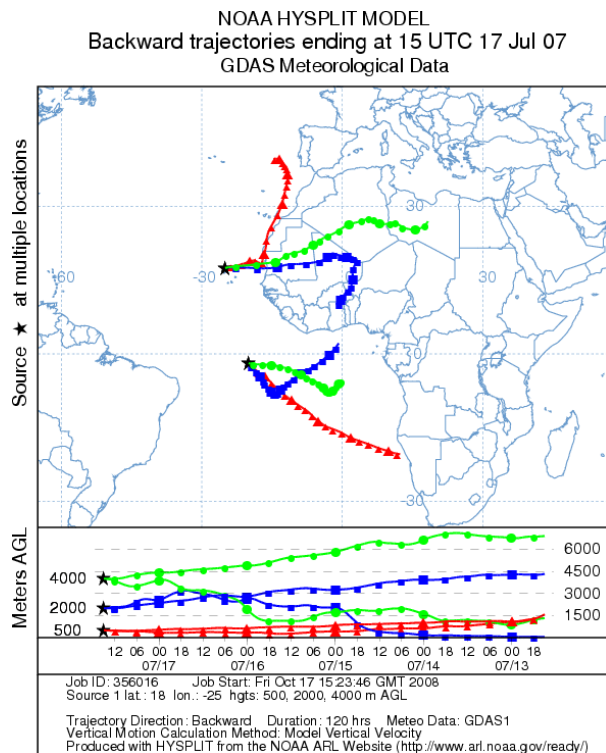 NOAA HYSPLIT MODEL
Backward trajectories ending at 15 UTC 17 Jul 07
GDAS Meteorological Data
Source ★ at multiple locations
30
-30
30
-30
Meters AGL
4000
2000
500
6000
4500
3000
1500
12 06 00 18 12 06 00 18 12 06 00 18 12 06 00 18 12 06 00 18
07/17 07/16 07/15 07/14 07/13
Job ID: 356016 Job Start: Fri Oct 17 15:23:46 GMT 2008
Source 1 lat.: 18 lon.: -25 hgts: 500, 2000, 4000 m AGL
Trajectory Direction: Backward Duration: 120 hrs Meteo Data: GDAS1
Vertical Motion Calculation Method: Model Vertical Velocity
Produced with HYSPLIT from the NOAA ARL Website (http://www.arl.noaa.gov/ready/)